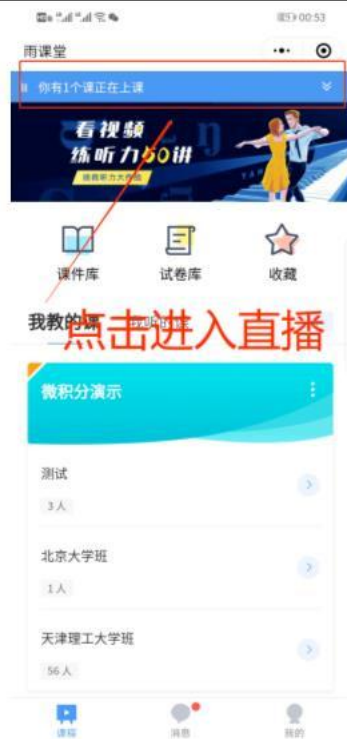 00:53
雨课堂
你有1个课正在上课
看视频
练听力50讲
课件库
试卷库
收藏
我教的课
点击进入直播
微积分演示
测试
3人
北京大学班
1人
天津理工大学班
56人
课程
消息
我的